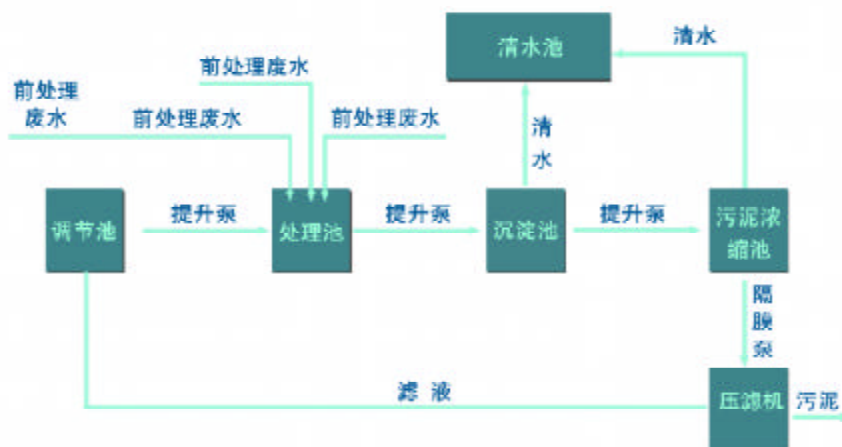 清水池
清水
前处理废水
前处理
废水
前处理废水
前处理废水
清
水
调节池
提升泵
处理池
提升泵
沉淀池
提升泵
污泥浓
缩池
隔
膜
泵
滤 液
压滤机
污泥